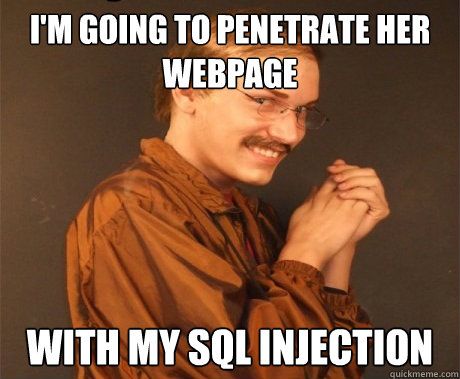 I'M GOING TO PENETRATE HER
WEBPAGE
WITH MY SQL INJECTION
quickmeme.com